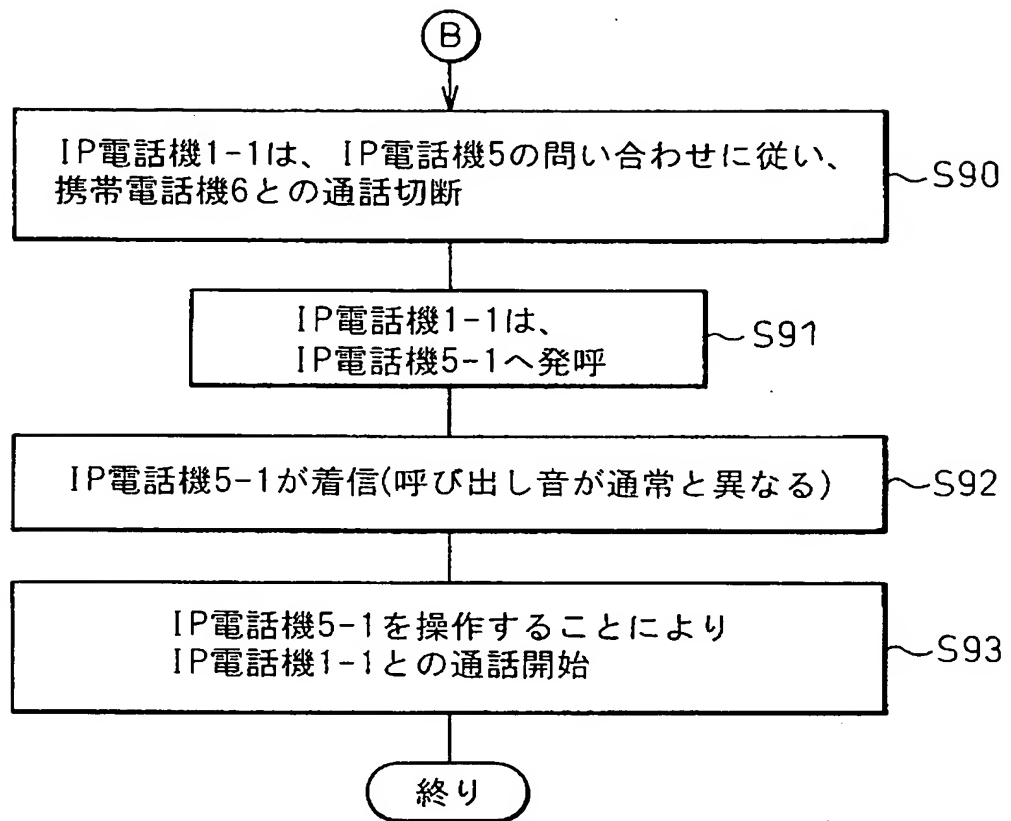 B
IP電話機1-1は、IP電話機5の問い合わせに従い、
携帯電話機6との通話切断
S90
IP電話機1-1は、
IP電話機5-1へ発呼
S91
IP電話機5-1が着信(呼び出し音が通常と異なる)
S92
IP電話機5-1を操作することにより
IP電話機1-1との通話開始
S93
終り